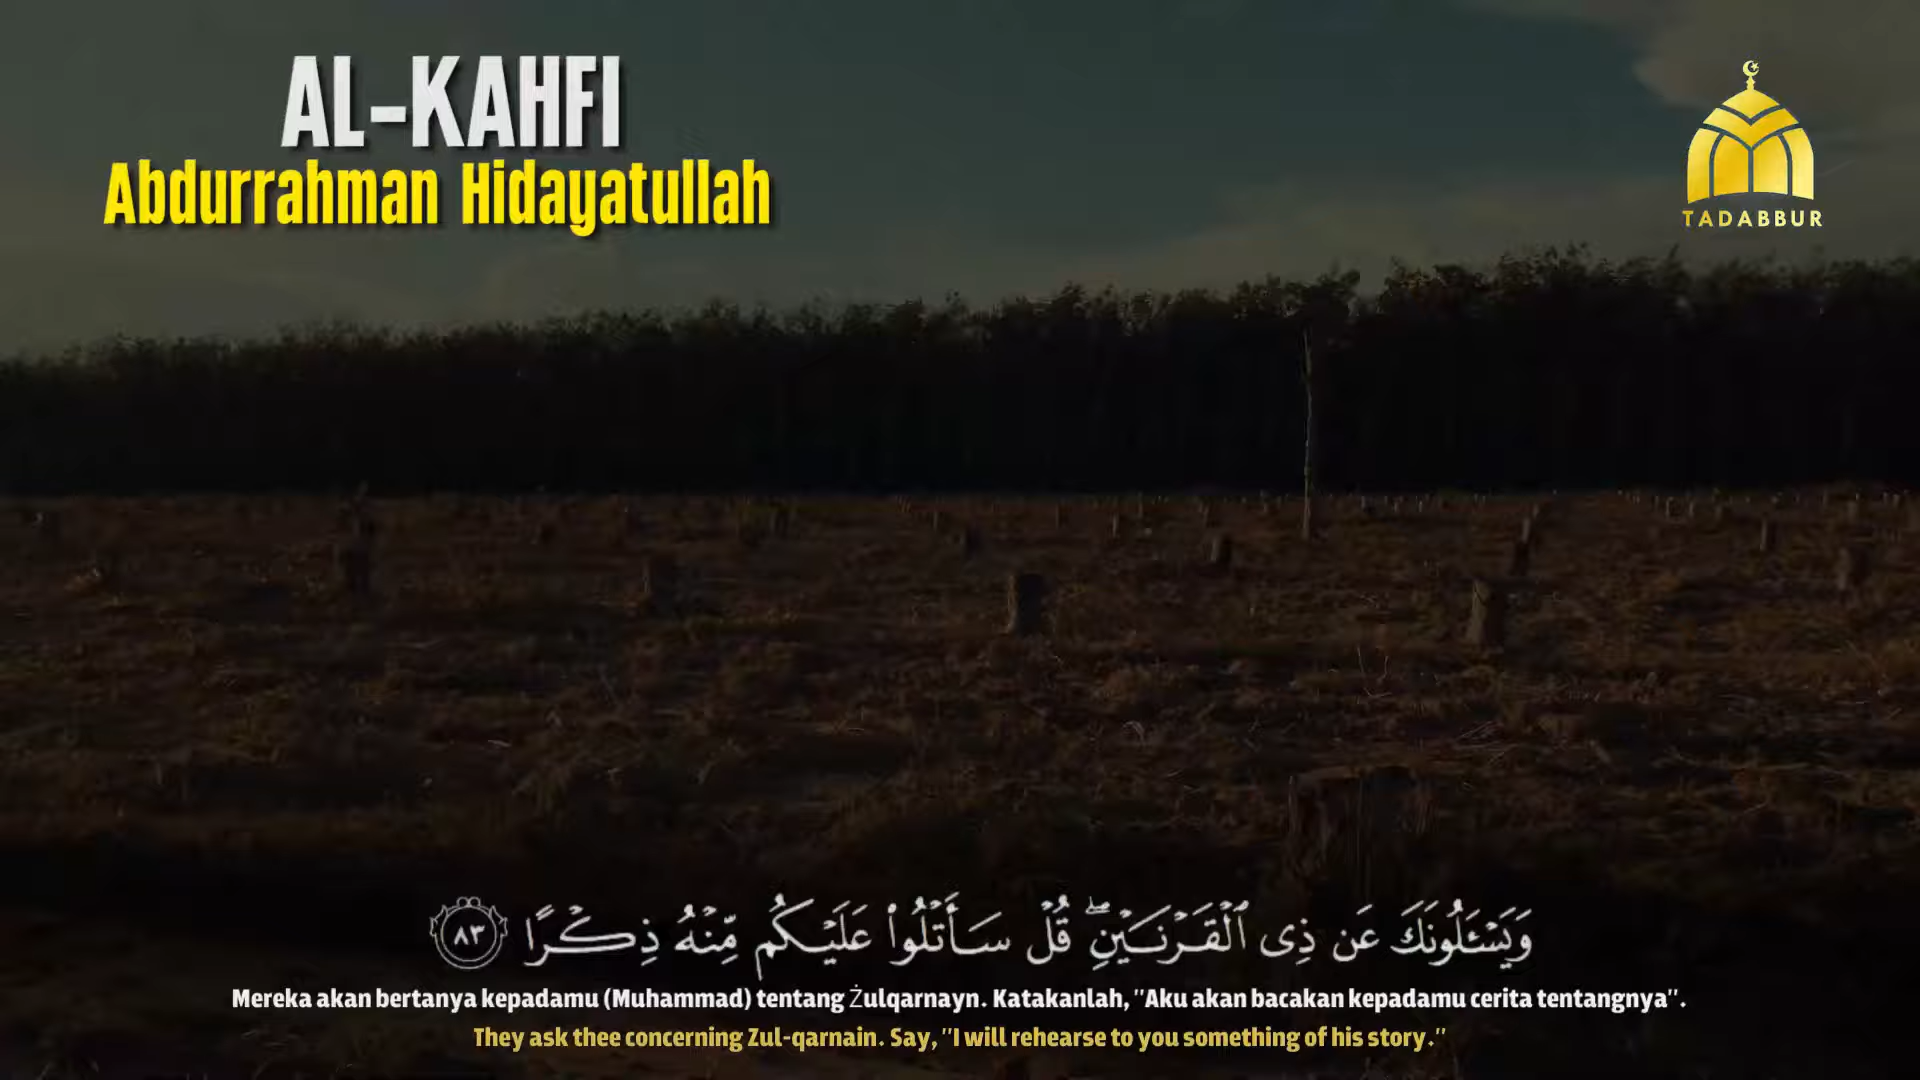 AL-KAHFI
Abdurrahman Hidayatullah
TADABBUR
وَيَسْـَٔلُونَكَ عَن ذِى ٱلْقَرْنَيْنِ ۖ قُلْ سَأَتْلُوا۟ عَلَيْكُم مِّنْهُ ذِكْرًا ٨٣
Mereka akan bertanya kepadamu (Muhammad) tentang Żulqarnayn. Katakanlah, "Aku akan bacakan kepadamu cerita tentangnya".
They ask thee concerning Zul-qarnain. Say, "I will rehearse to you something of his story."